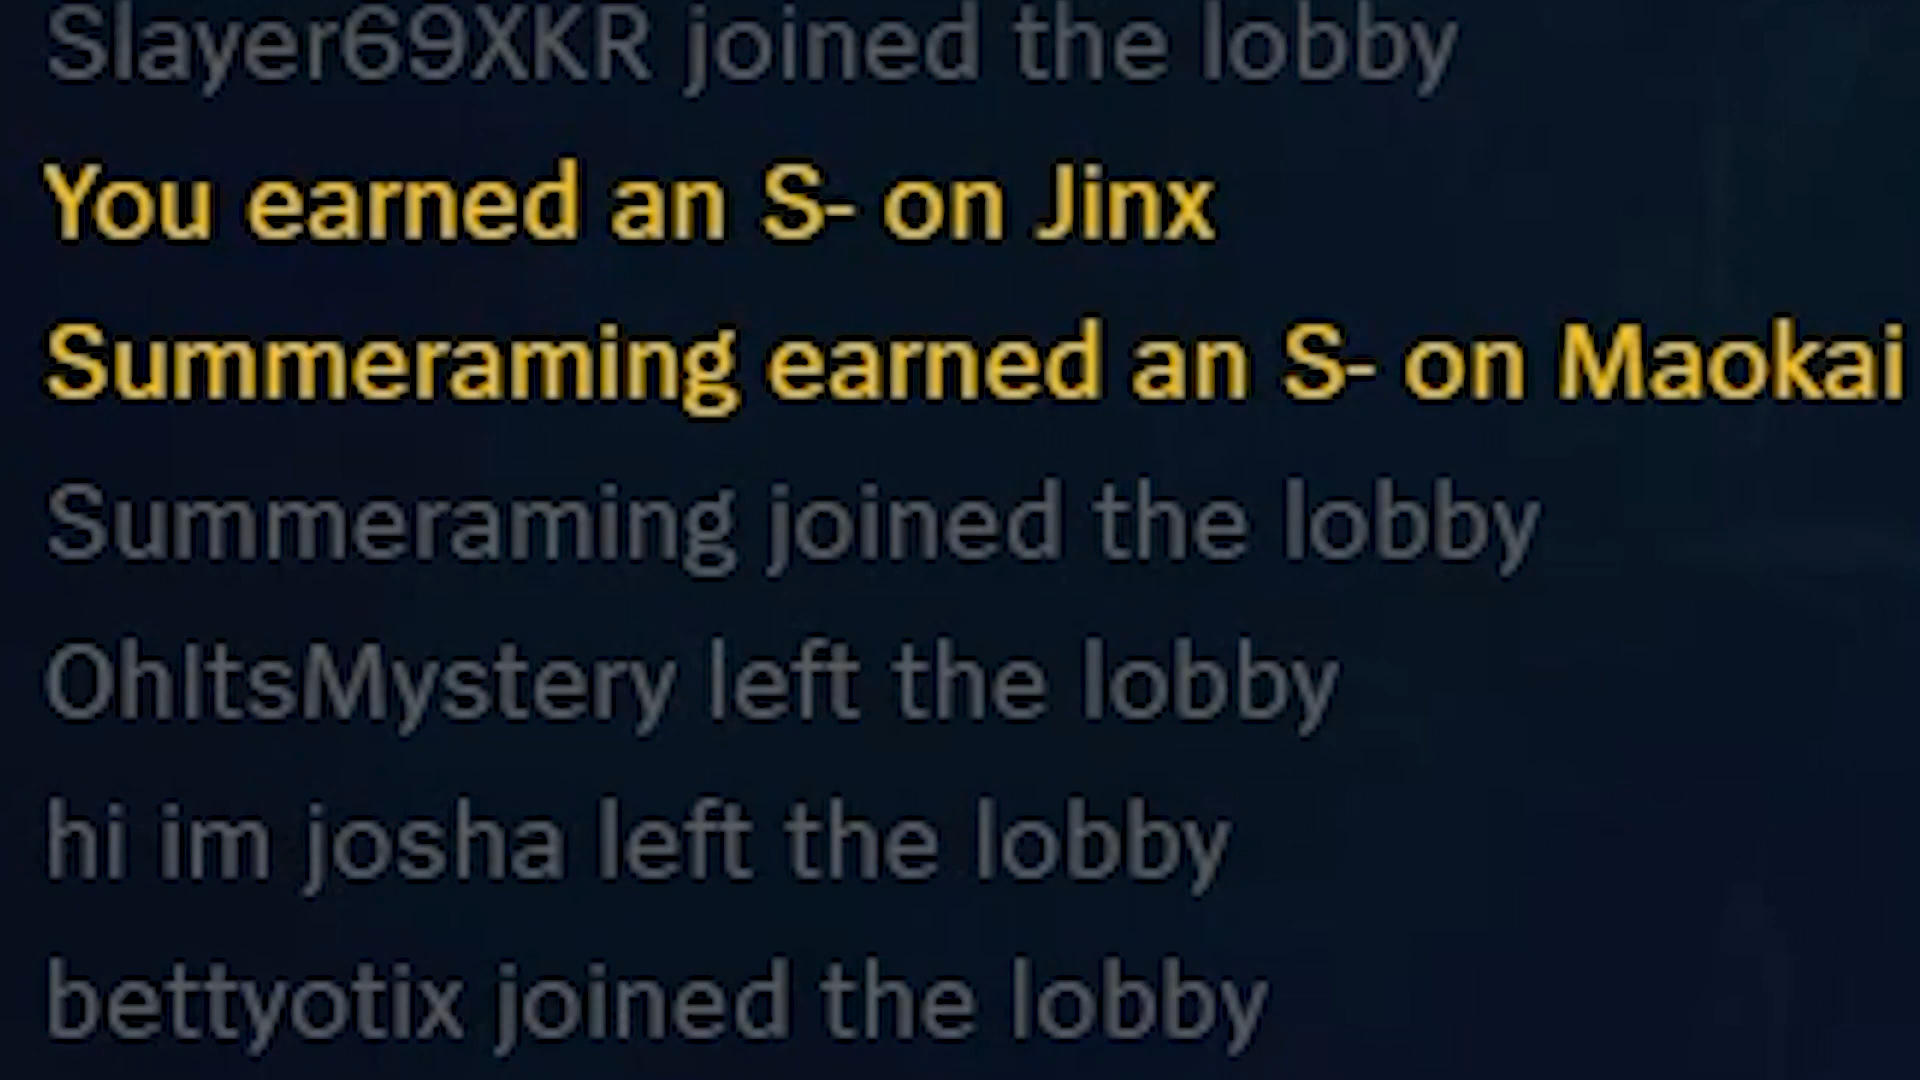 Slayer69XKR joined the lobby
You earned an S- on Jinx
Summeraming earned an S- on Maokai
Summeraming joined the lobby
OhItsMystery left the lobby
hi im josha left the lobby
bettyotix joined the lobby